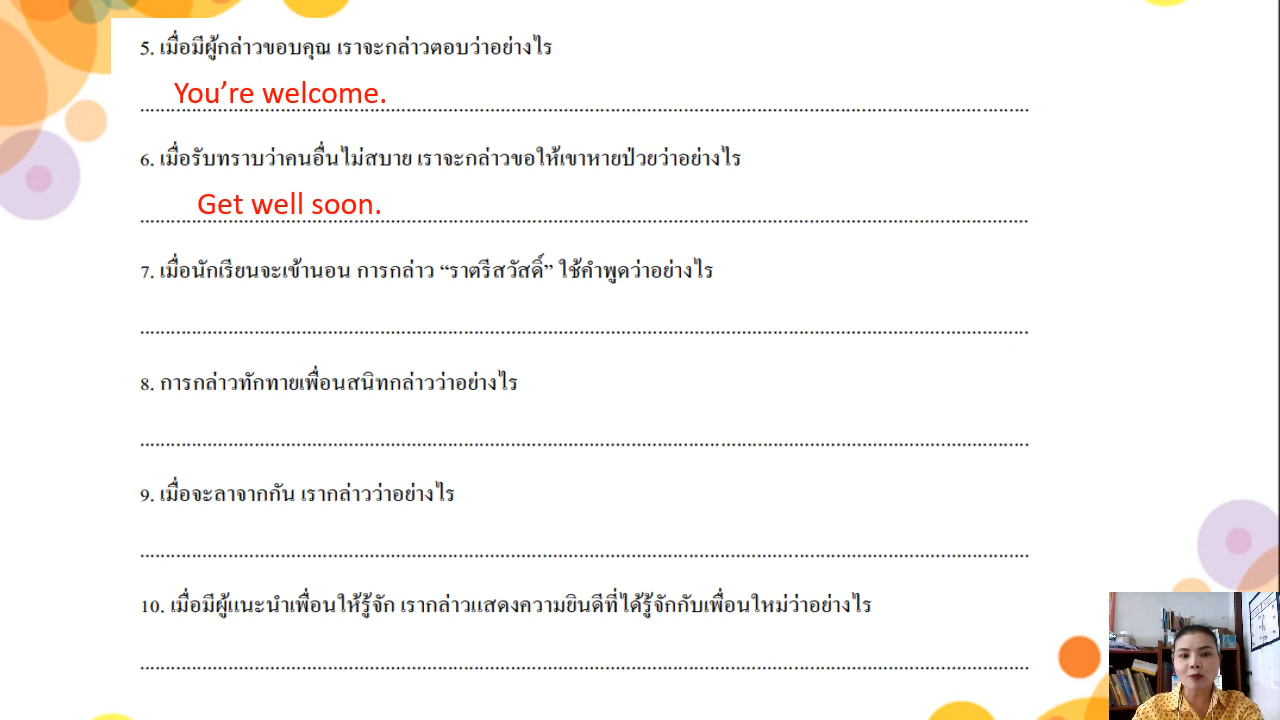 5. เมื่อมีผู้กล่าวขอบคุณ เราจะกล่าวตอบว่าอย่างไร
You're welcome.
6. เมื่อรับทราบว่าคนอื่นไม่สบาย เราจะกล่าวขอให้เขาหายป่วยว่าอย่างไร
Get well soon.
7. เมื่อนักเรียนจะเข้านอน การกล่าว “ราตรีสวัสดิ์” ใช้คำพูดว่าอย่างไร
8. การกล่าวทักทายเพื่อนสนิทกล่าวว่าอย่างไร
9. เมื่อจะลาจากกัน เรากล่าวว่าอย่างไร
10. เมื่อมีผู้แนะนำเพื่อนให้รู้จัก เรากล่าวแสดงความยินดีที่ได้รู้จักกับเพื่อนใหม่ว่าอย่างไร